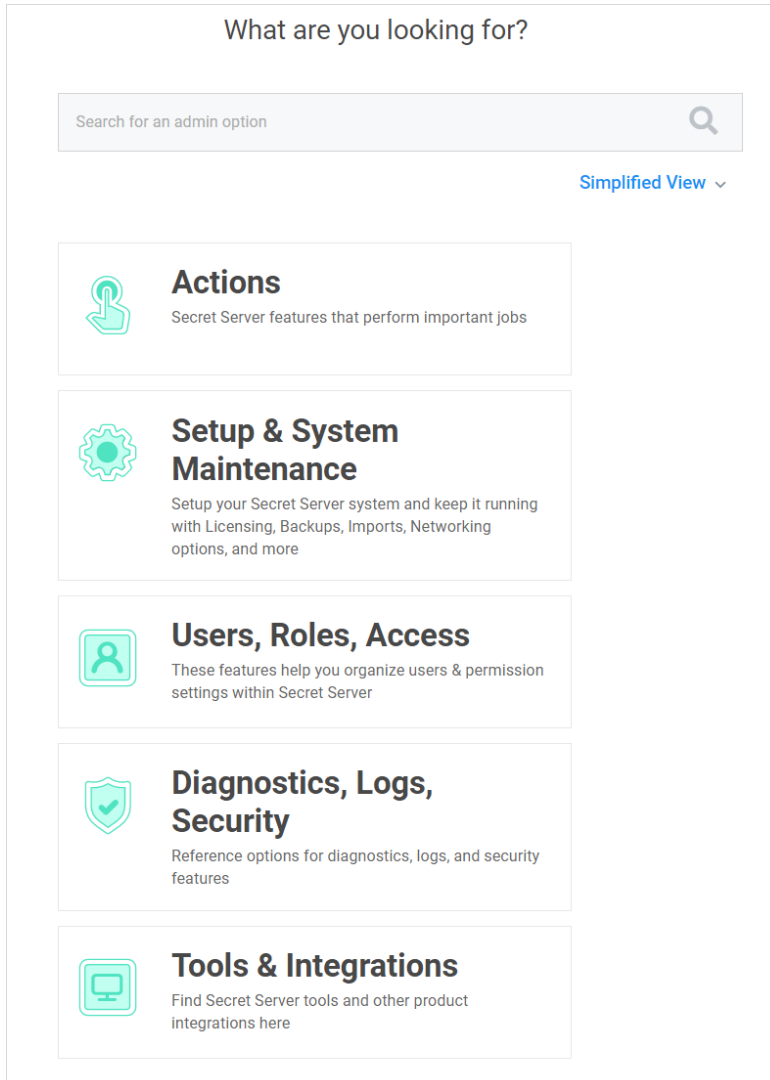 What are you looking for?
Search for an admin option
Simplified View
Actions
Secret Server features that perform important jobs
Setup & System
Maintenance
Setup your Secret Server system and keep it running
with Licensing, Backups, Imports, Networking
options, and more
Users, Roles, Access
These features help you organize users & permission
settings within Secret Server
Diagnostics, Logs,
Security
Reference options for diagnostics, logs, and security
features
Tools & Integrations
Find Secret Server tools and other product
integrations here